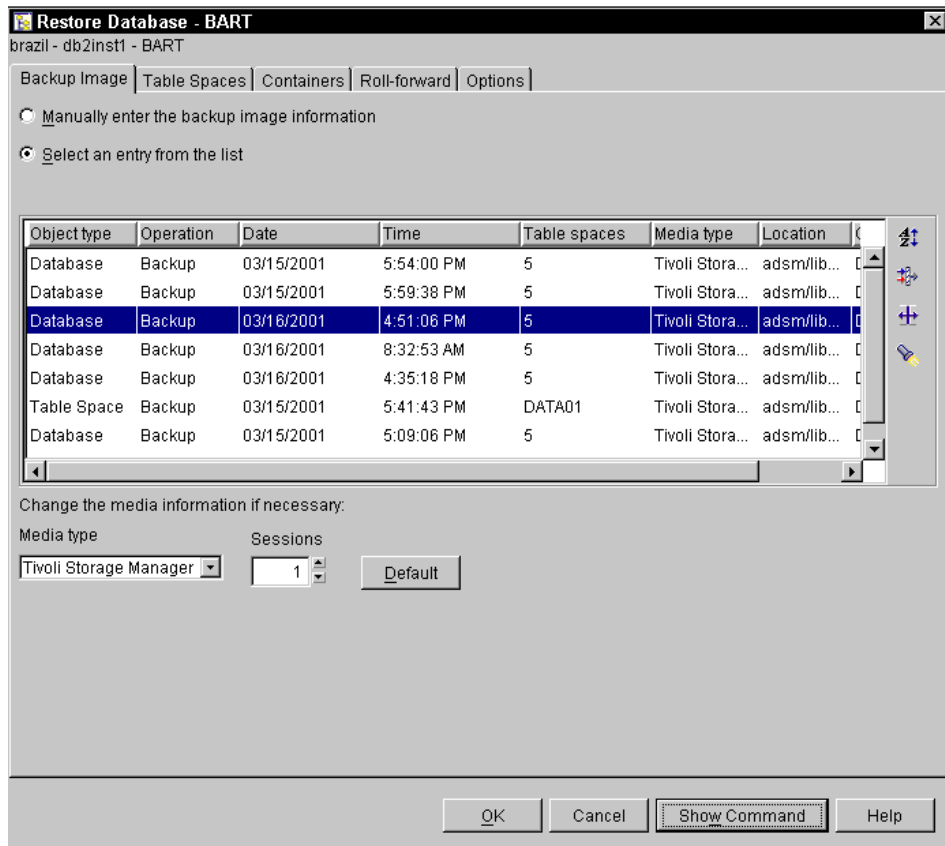 Restore Database - BART
brazil - db2inst1 - BART
Backup Image Table Spaces Containers Roll-forward Options
Manually enter the backup image information
Select an entry from the list
Object type Operation Date Time Table spaces Media type Location
Database Backup 03/15/2001 5:54:00 PM 5 Tivoli Stora... adsm/lib...
Database Backup 03/15/2001 5:59:38 PM 5 Tivoli Stora... adsm/lib...
Database Backup 03/16/2001 4:51:06 PM 5 Tivoli Stora... adsm/lib...
Database Backup 03/16/2001 8:32:53 AM 5 Tivoli Stora... adsm/lib...
Database Backup 03/16/2001 4:35:18 PM 5 Tivoli Stora... adsm/lib...
Table Space Backup 03/15/2001 5:41:43 PM DATA01 Tivoli Stora... adsm/lib...
Database Backup 03/15/2001 5:09:06 PM 5 Tivoli Stora... adsm/lib...
Change the media information if necessary:
Media type Sessions
Tivoli Storage Manager 1 Default
OK Cancel Show Command Help